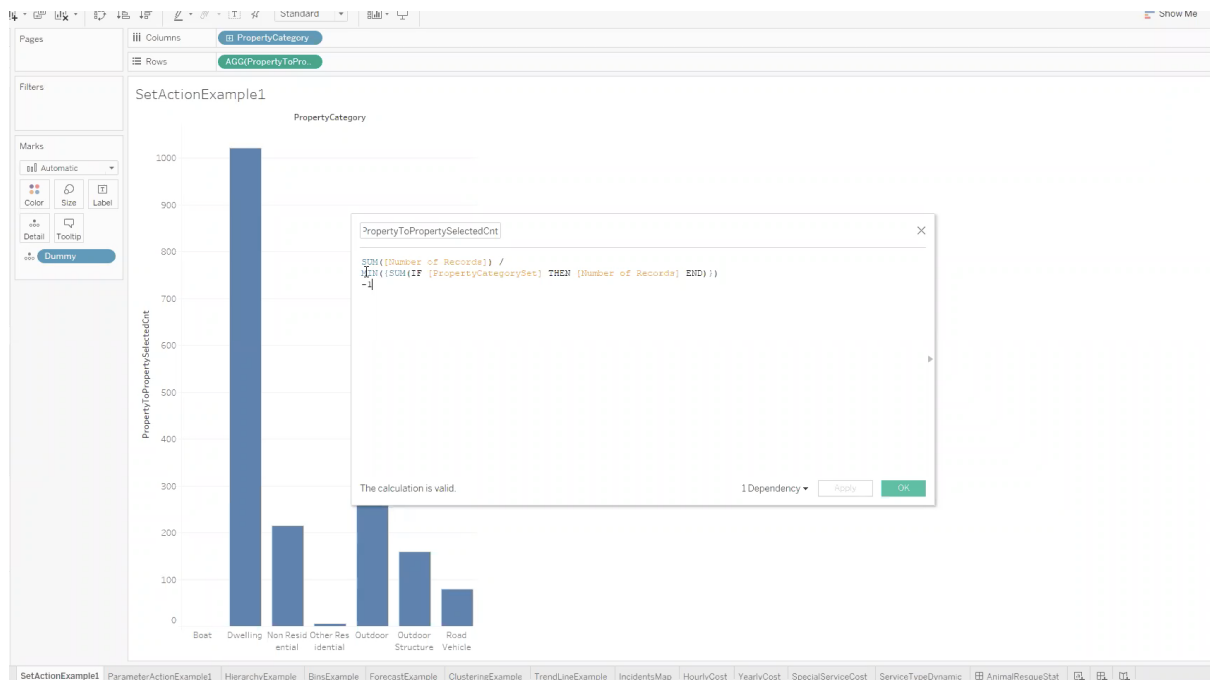 Standard
Show Me
Pages
Columns
PropertyCategory
Rows
AGG(PropertyToPro..
Filters
SetActionExample1
PropertyCategory
Marks
Automatic
Color
Size
Label
Detail
Tooltip
Dummy
PropertyToPropertySelectedCnt
1000
900
800
700
600
500
400
300
200
100
0
Boat
Dwelling
Non Resid
ential
Other Res
idential
Outdoor
Outdoor
Structure
Road
Vehicle
PropertyToPropertySelectedCnt
SUM([Number of Records]) /
MIN({SUM(IF [PropertyCategorySet] THEN [Number of Records] END)})
-1
The calculation is valid.
1 Dependency
Apply
OK
SetActionExample1
ParameterActionExample1
HierarchyExample
BinsExample
ForecastExample
ClusteringExample
TrendLineExample
IncidentsMap
HourlyCost
YearlyCost
SpecialServiceCost
ServiceTypeDynamic
AnimalResqueStat